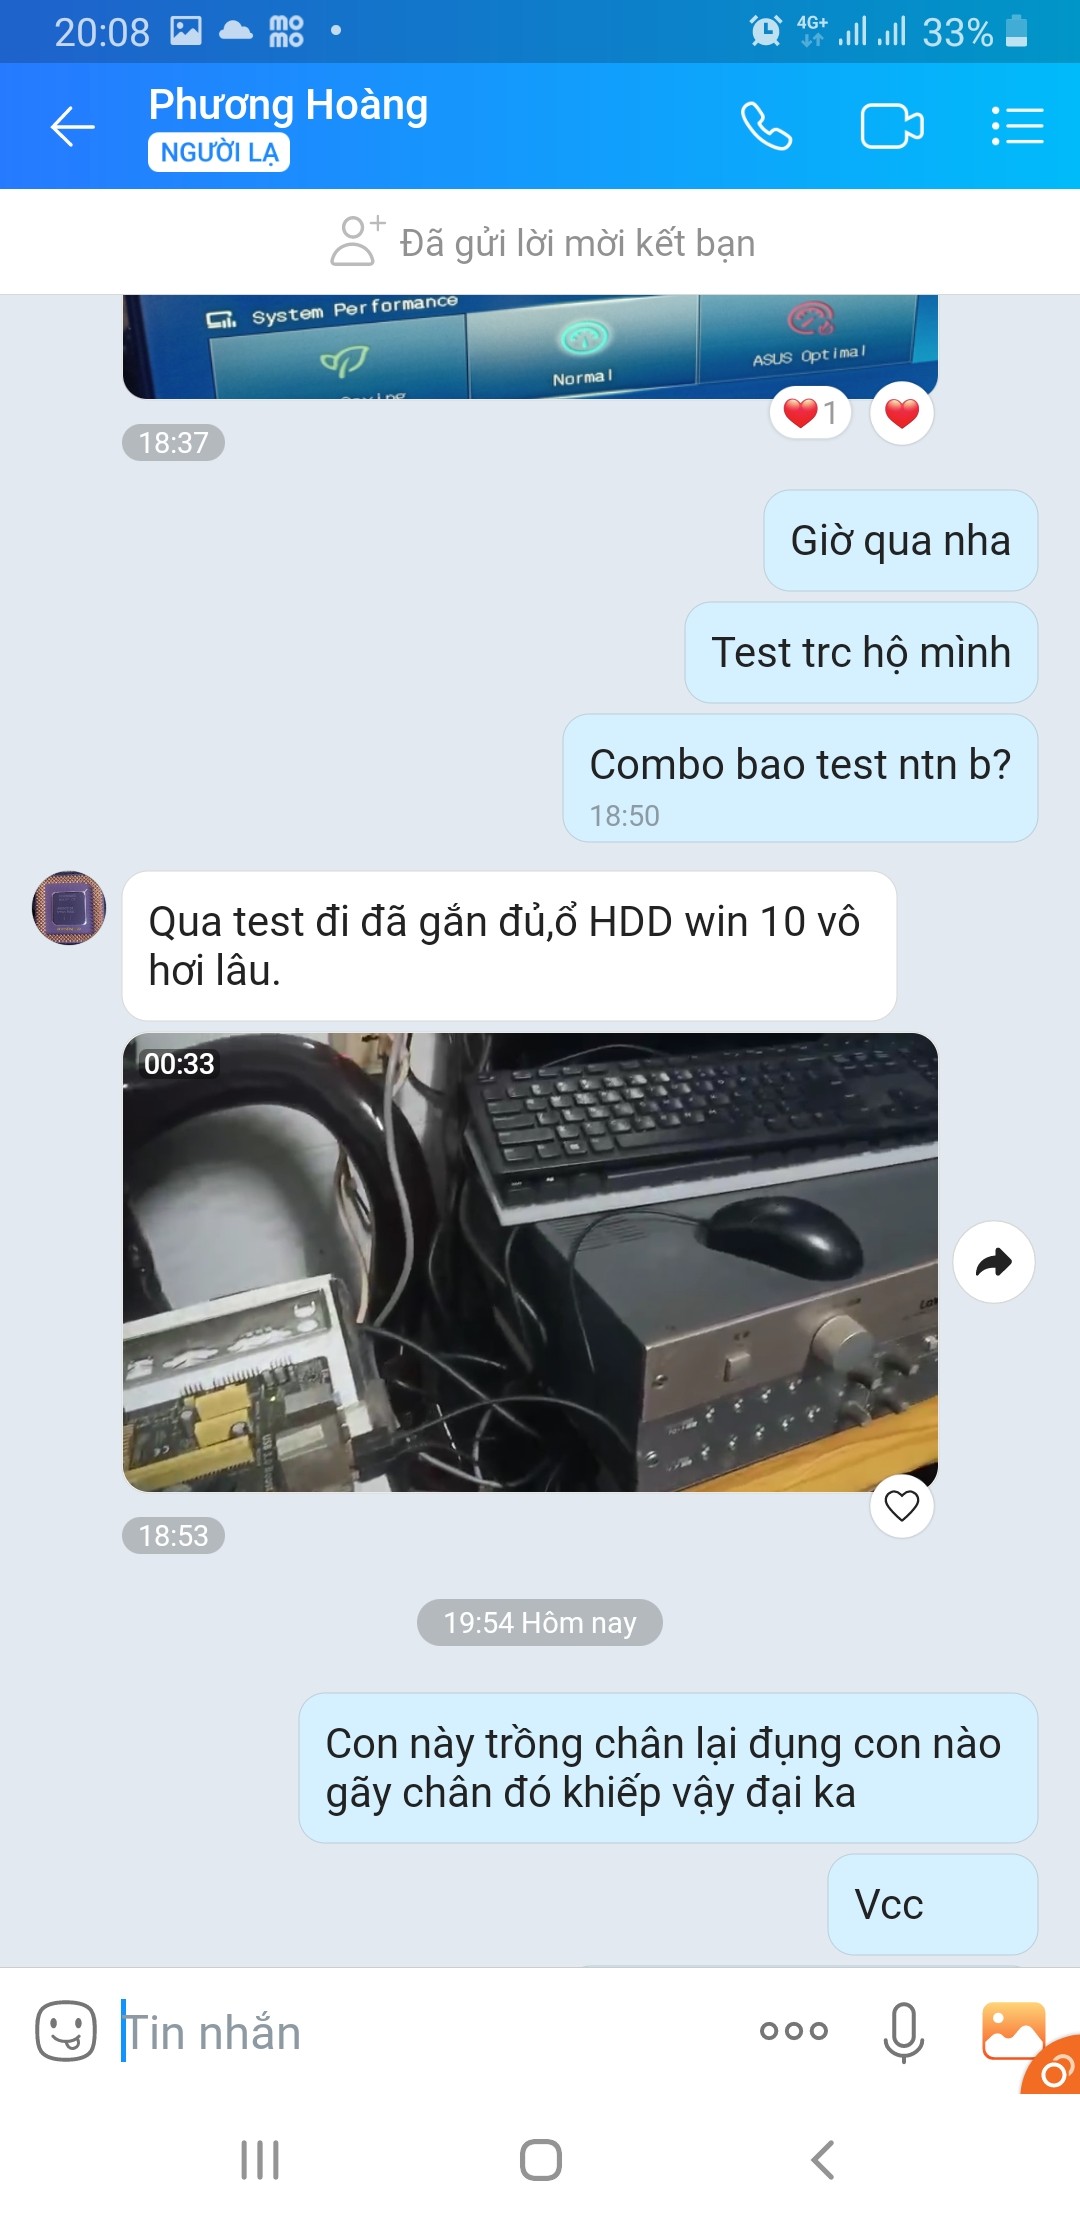 20:08
mo
mo
4G+
33%
Phương Hoàng
NGƯỜI LẠ
Đã gửi lời mời kết bạn
System Performance
Normal
ASUS Optimal
1
18:37
Giờ qua nha
Test trc hộ mình
Combo bao test ntn b?
18:50
Qua test đi đã gắn đủ,ổ HDD win 10 vô
hơi lâu.
00:33
18:53
19:54 Hôm nay
Con này trồng chân lại đụng con nào
gãy chân đó khiếp vậy đại ka
Vcc
Tin nhắn